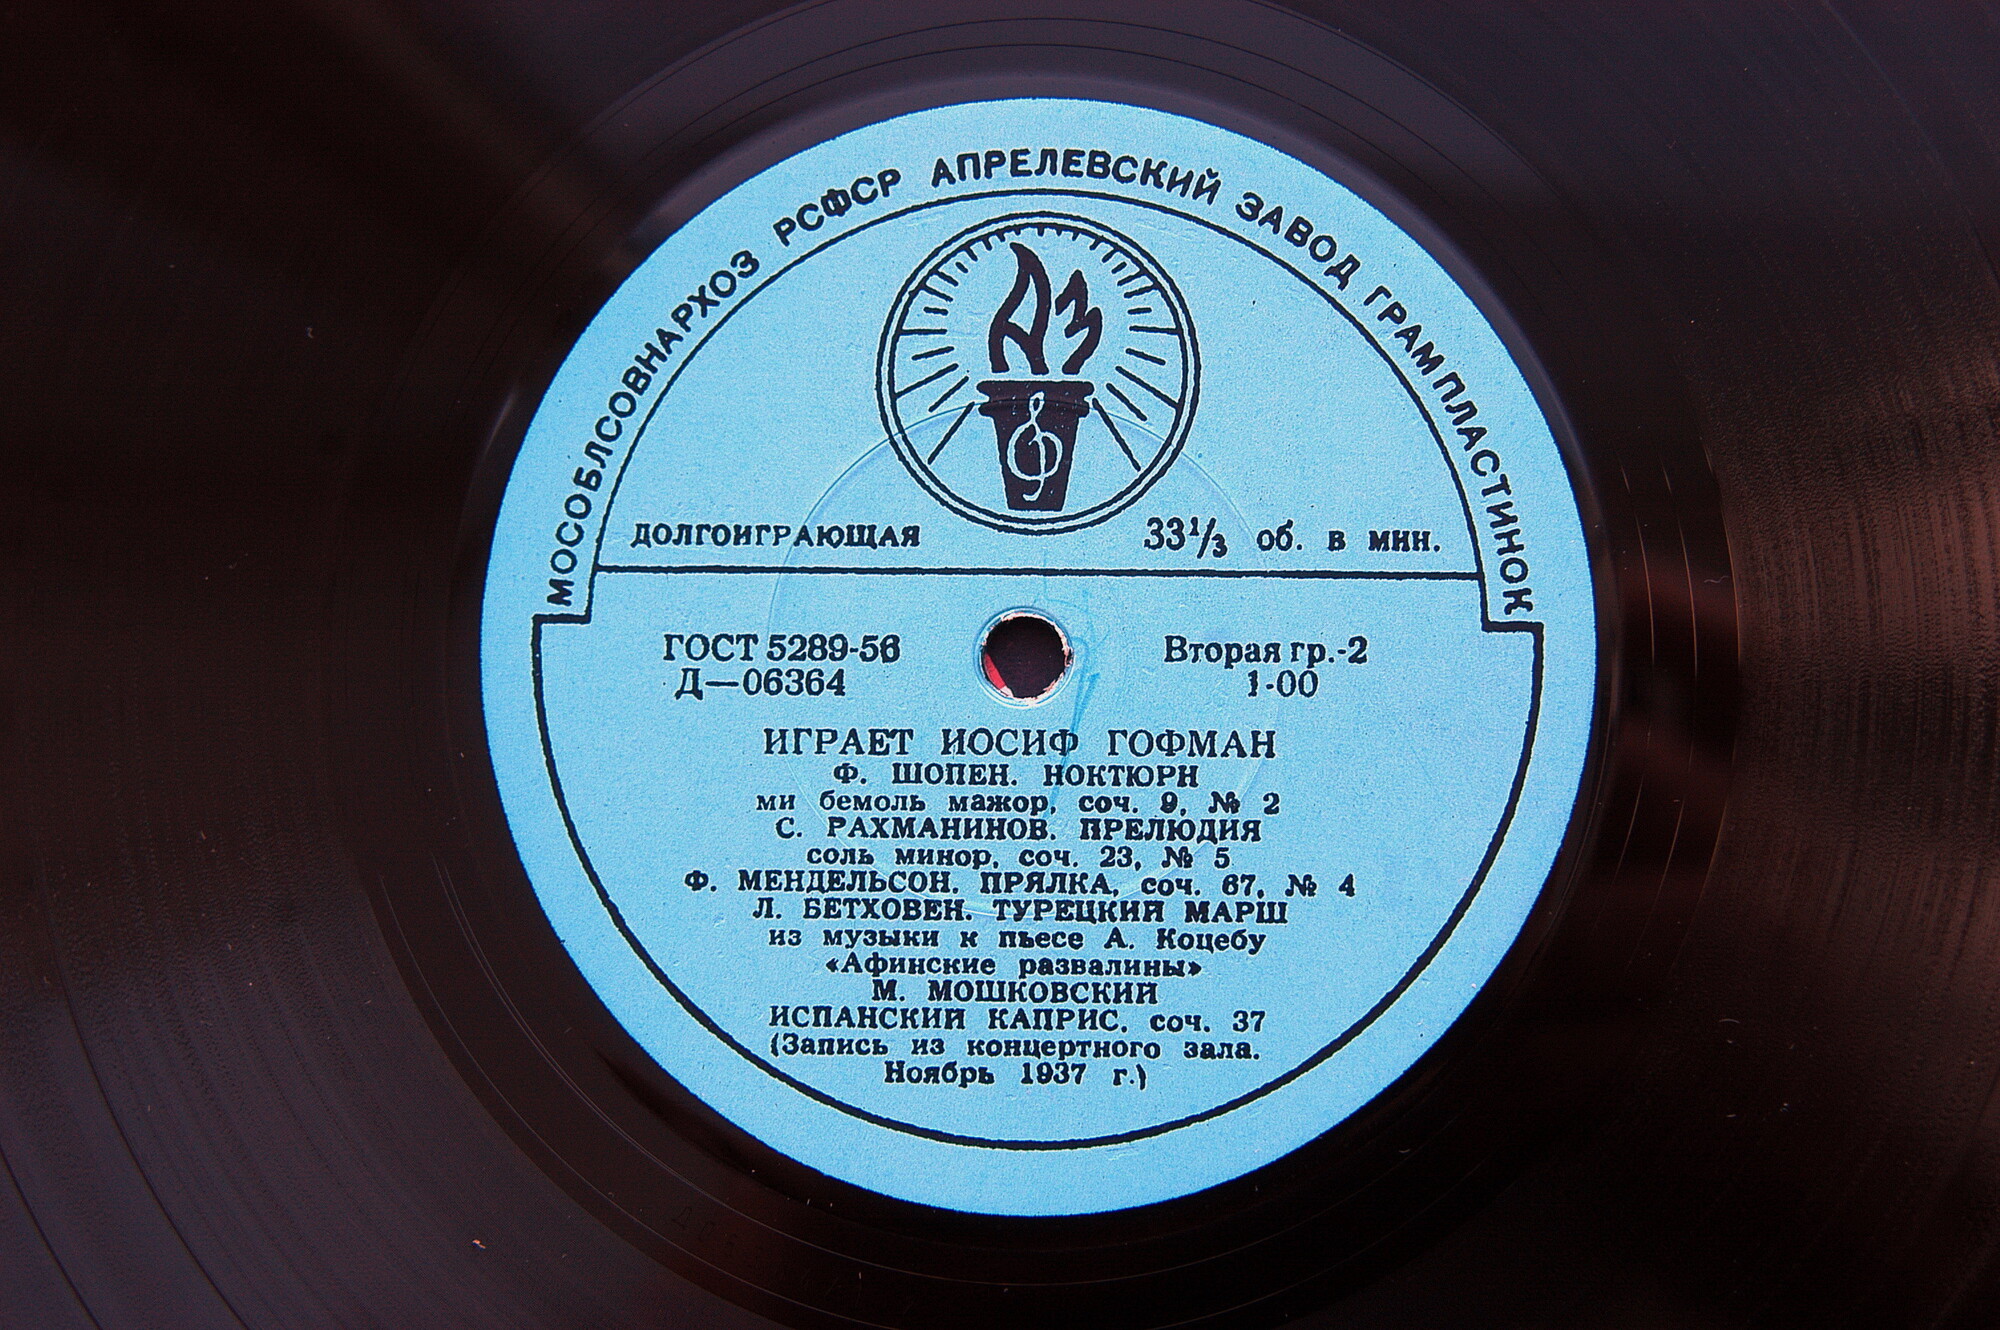 МОСОБЛСОВНАРХОЗ РСФСР АПРЕЛЕВСКИЙ ЗАВОД ГРАМПЛАСТИНОК
АЗ
ДОЛГОИГРАЮЩАЯ 33⅓ об. в мин.
ГОСТ 5289-56 Вторая гр.-2
Д—06364 1-00
ИГРАЕТ ИОСИФ ГОФМАН
Ф. ШОПЕН. НОКТЮРН
ми бемоль мажор, соч. 9, № 2
С. РАХМАНИНОВ. ПРЕЛЮДИЯ
соль минор, соч. 23, № 5
Ф. МЕНДЕЛЬСОН. ПРЯЛКА, соч. 67, № 4
Л. БЕТХОВЕН. ТУРЕЦКИЙ МАРШ
из музыки к пьесе А. Коцебу
«Афинские развалины»
М. МОШКОВСКИЙ
ИСПАНСКИЙ КАПРИС. соч. 37
(Запись из концертного зала.
Ноябрь 1937 г.)